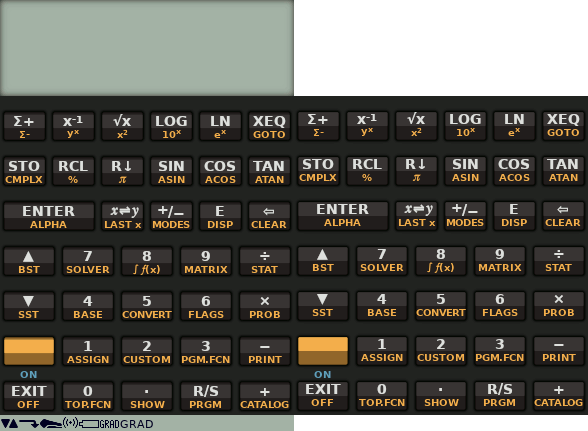 Σ+ x⁻¹ √x LOG LN XEQ Σ+ x⁻¹ √x LOG LN XEQ
Σ- yˣ x² 10ˣ eˣ GOTO Σ- yˣ x² 10ˣ eˣ GOTO
STO RCL R↓ SIN COS TAN STO RCL R↓ SIN COS TAN
CMPLX % π ASIN ACOS ATAN CMPLX % π ASIN ACOS ATAN
ENTER x⇌y +/− E ⇦ ENTER x⇌y +/− E ⇦
ALPHA LAST x MODES DISP CLEAR ALPHA LAST x MODES DISP CLEAR
▲ 7 8 9 ÷ ▲ 7 8 9 ÷
BST SOLVER ∫f(x) MATRIX STAT BST SOLVER ∫f(x) MATRIX STAT
▼ 4 5 6 × ▼ 4 5 6 ×
SST BASE CONVERT FLAGS PROB SST BASE CONVERT FLAGS PROB
1 2 3 − 1 2 3 −
ASSIGN CUSTOM PGM.FCN PRINT ASSIGN CUSTOM PGM.FCN PRINT
ON ON
EXIT 0 · R/S + EXIT 0 · R/S +
OFF TOP.FCN SHOW PRGM CATALOG OFF TOP.FCN SHOW PRGM CATALOG
GRAD GRAD